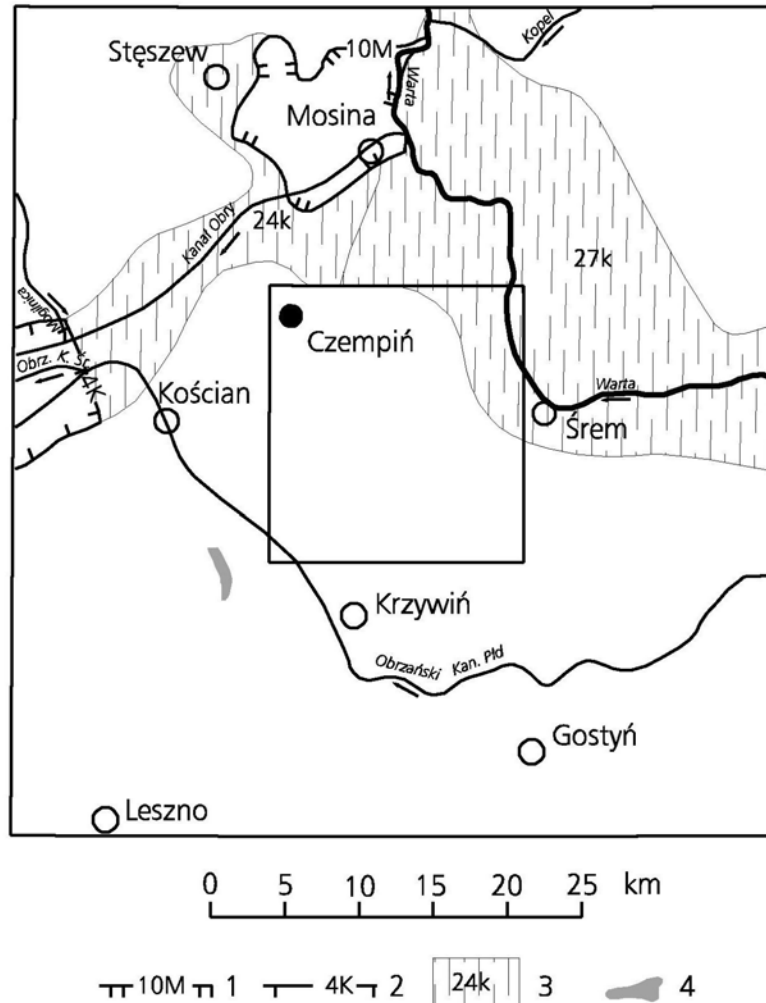 Kopel
Stęszew
10M
Warta
Mosina
24k
Kanał Obry
27k
Mogilnica
Czempiń
Obrz. K. Śr.
4K
Kościan
Warta
Śrem
Krzywiń
Obrzański Kan. Płd
Gostyń
Leszno
0 5 10 15 20 25 km
10M 1 4K 2 24k 3 4